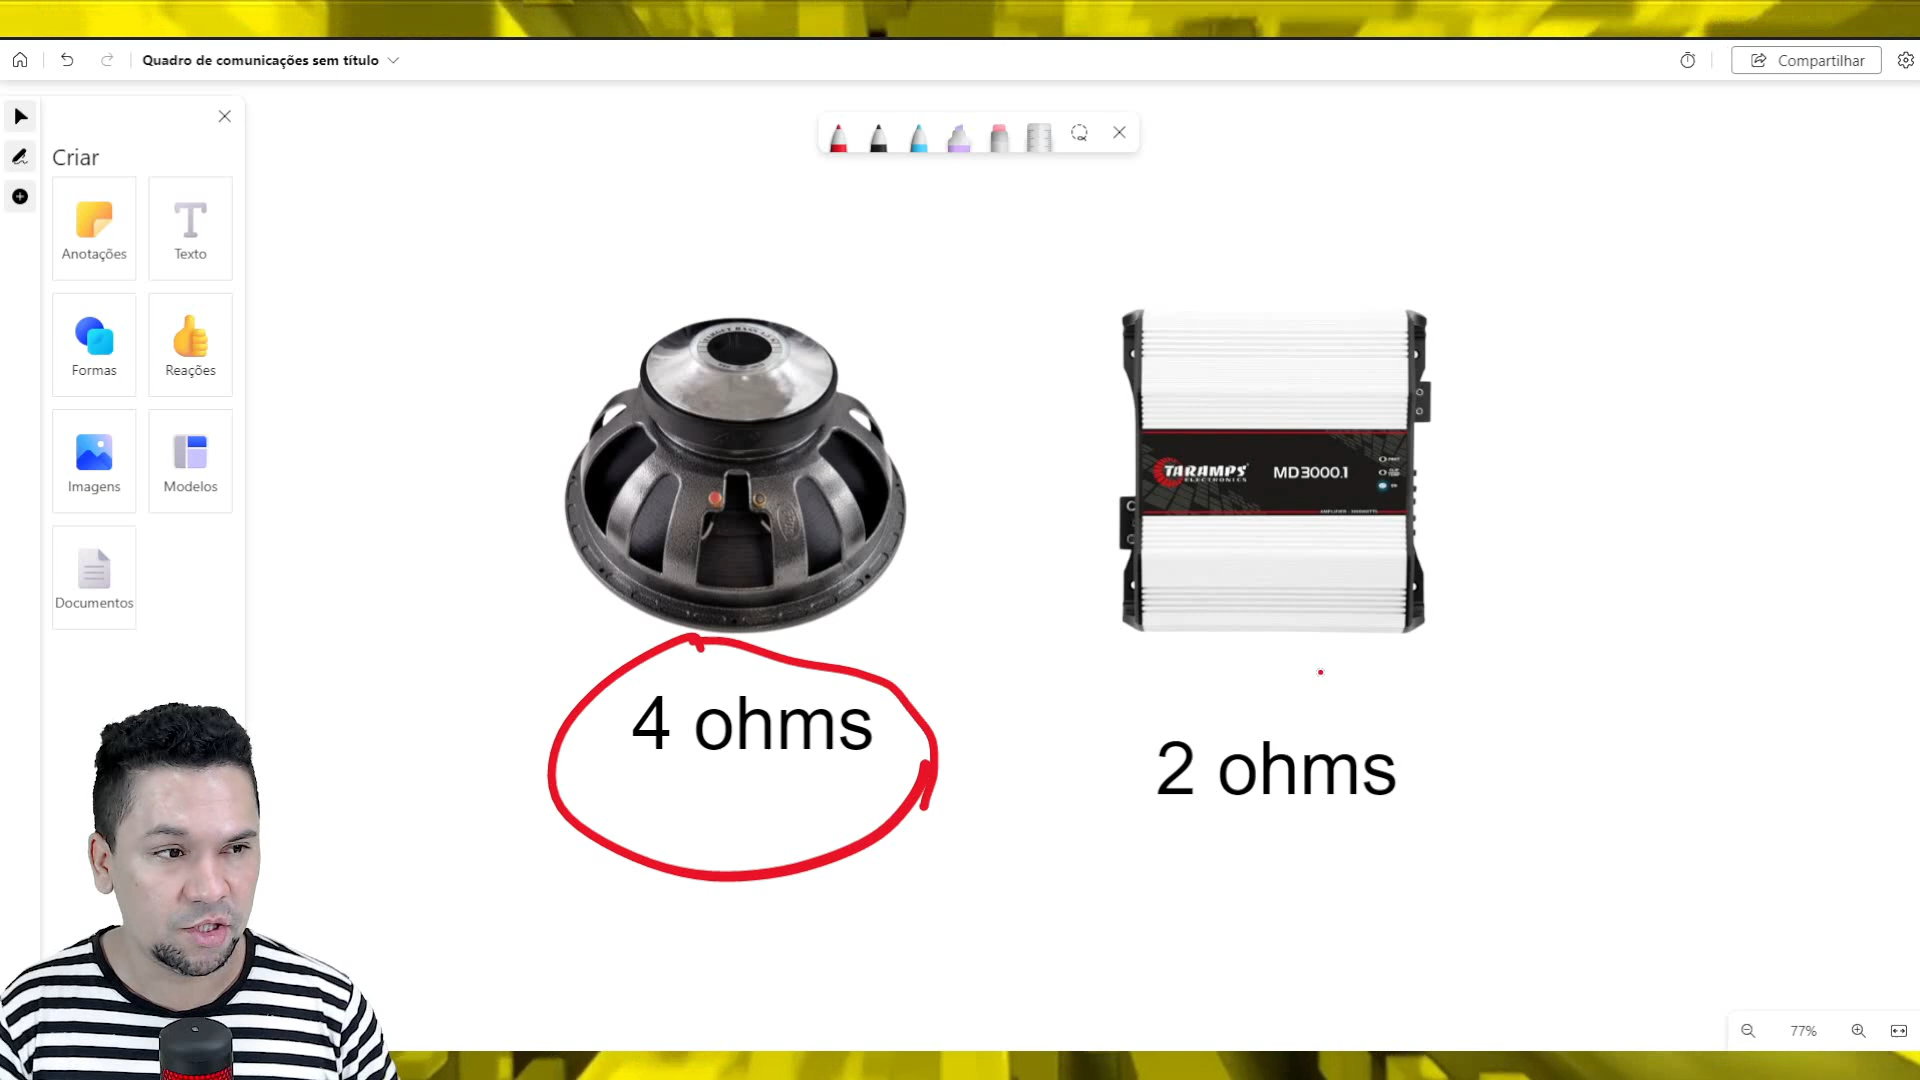 Quadro de comunicações sem título
Compartilhar
Criar
Anotações
Texto
Formas
Reações
Imagens
Modelos
Documentos
TARAMPS
ELECTRONICS
MD3000.1
4 ohms
2 ohms
77%